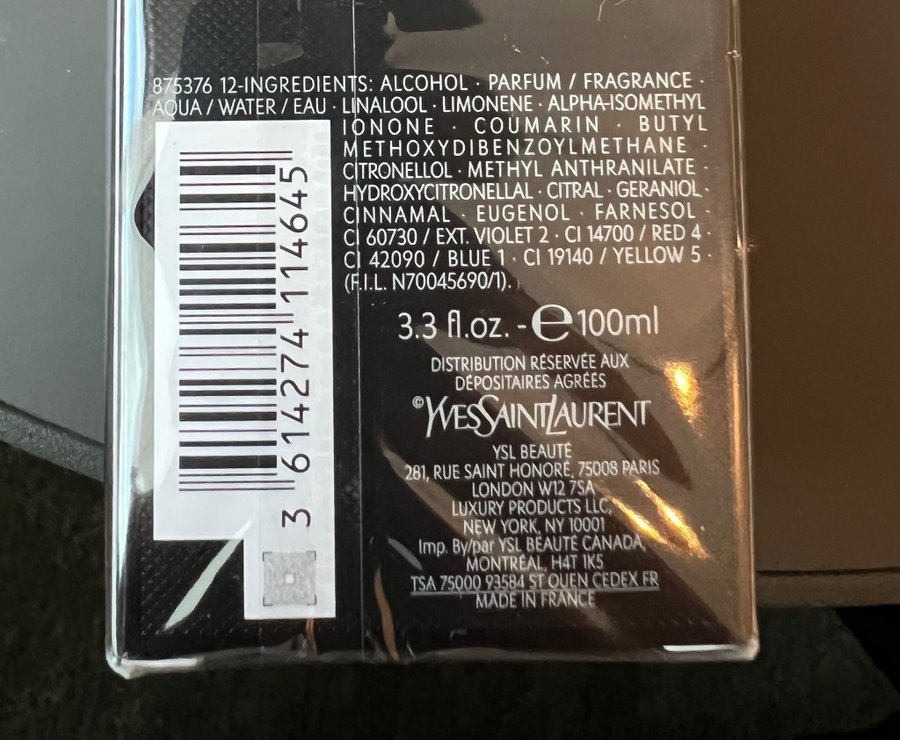 875376 12-INGREDIENTS: ALCOHOL · PARFUM / FRAGRANCE ·
AQUA / WATER / EAU · LINALOOL · LIMONENE · ALPHA-ISOMETHYL
IONONE · COUMARIN · BUTYL
METHOXYDIBENZOYLMETHANE ·
CITRONELLOL · METHYL ANTHRANILATE ·
HYDROXYCITRONELLAL · CITRAL · GERANIOL ·
CINNAMAL · EUGENOL · FARNESOL ·
CI 60730 / EXT. VIOLET 2 · CI 14700 / RED 4 ·
CI 42090 / BLUE 1 · CI 19140 / YELLOW 5 ·
(F.I.L. N70045690/1).
3 614274 114645
3.3 fl.oz. - ℮100ml
DISTRIBUTION RÉSERVÉE AUX
DÉPOSITAIRES AGRÉÉS
©YVESSAINTLAURENT
YSL BEAUTÉ
281, RUE SAINT HONORÉ, 75008 PARIS
LONDON W12 7SA
LUXURY PRODUCTS LLC,
NEW YORK, NY 10001
Imp. By/par YSL BEAUTÉ CANADA,
MONTRÉAL, H4T 1K5
TSA 75000 93584 ST OUEN CEDEX FR
MADE IN FRANCE